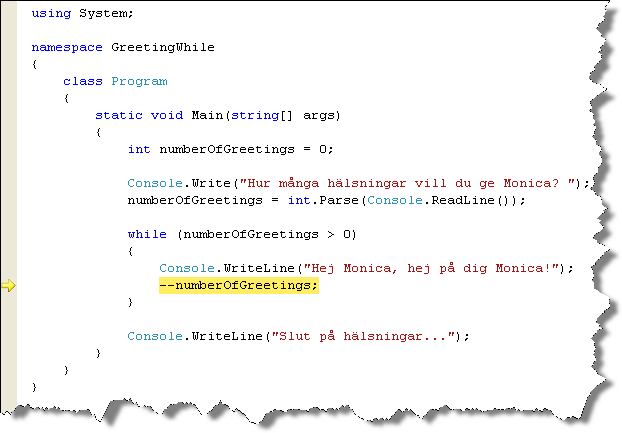 using System;
namespace GreetingWhile
{
class Program
{
static void Main(string[] args)
{
int numberOfGreetings = 0;
Console.Write("Hur många hälsningar vill du ge Monica? ");
numberOfGreetings = int.Parse(Console.ReadLine());
while (numberOfGreetings > 0)
{
Console.WriteLine("Hej Monica, hej på dig Monica!");
--numberOfGreetings;
}
Console.WriteLine("Slut på hälsningar...");
}
}
}